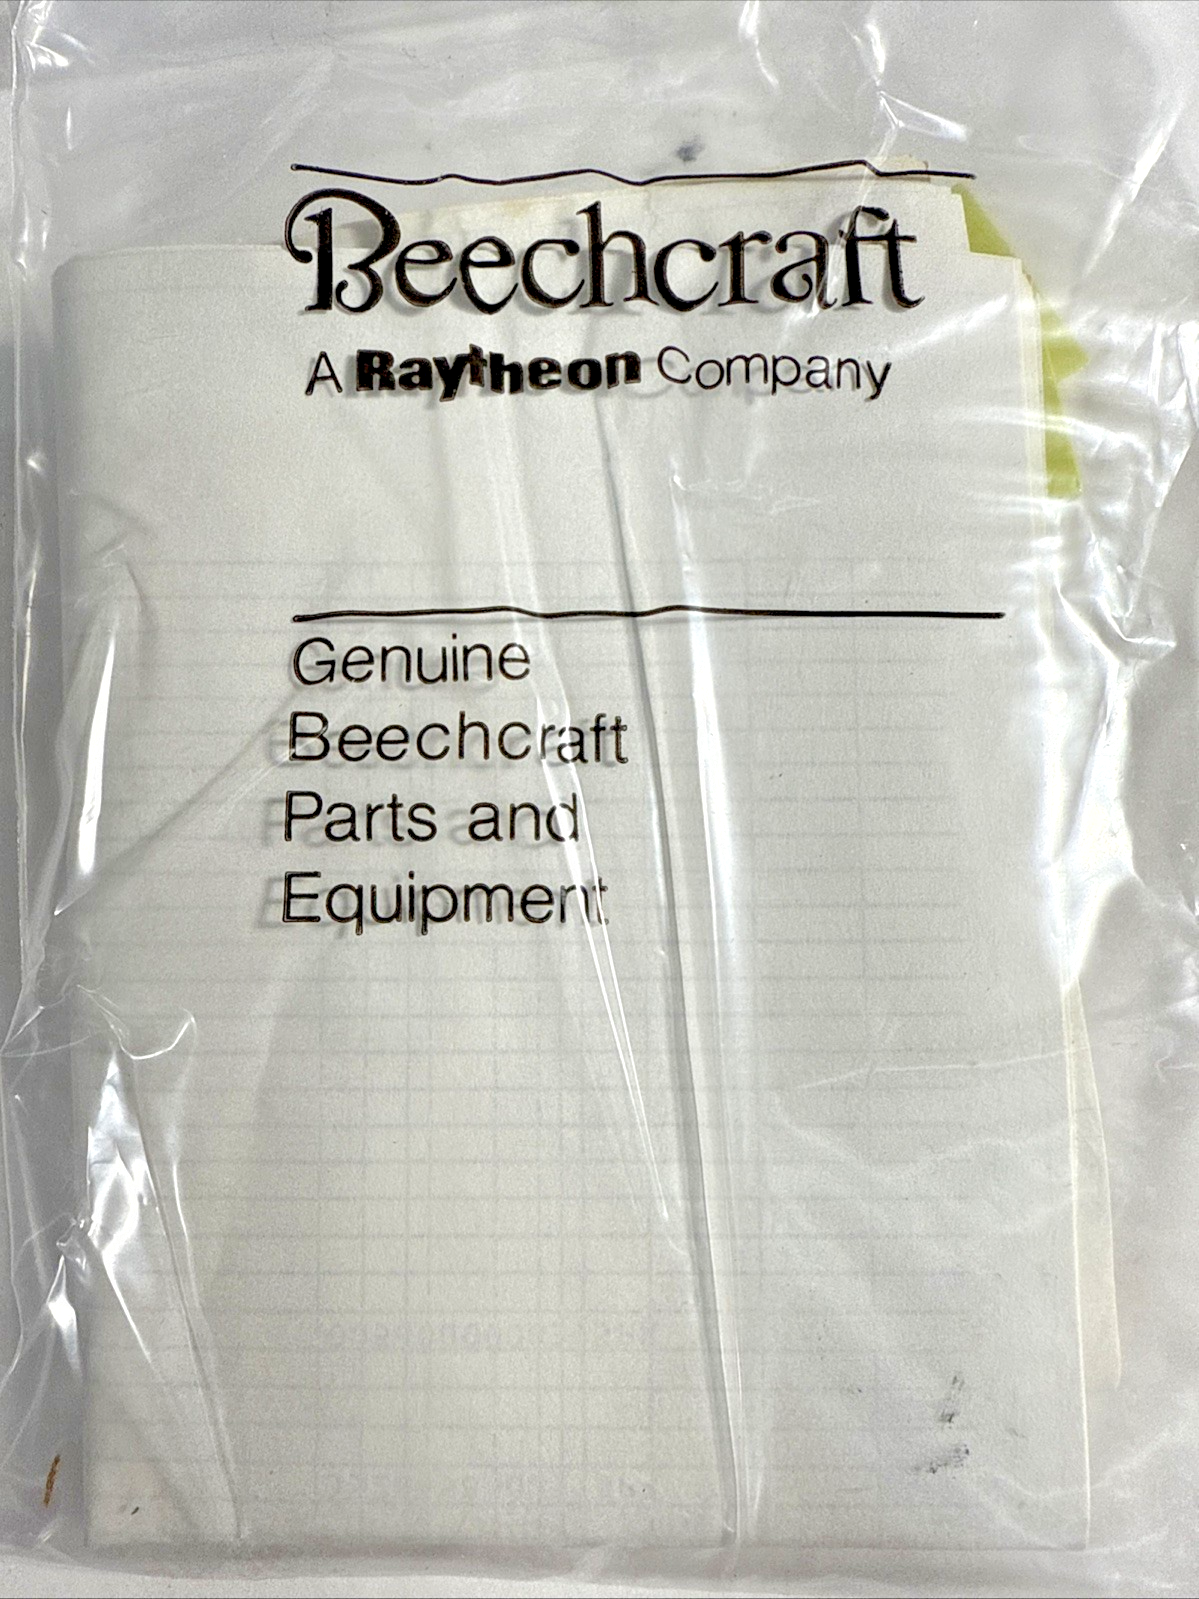 Beechcraft
A Raytheon Company
Genuine
Beechcraft
Parts and
Equipment